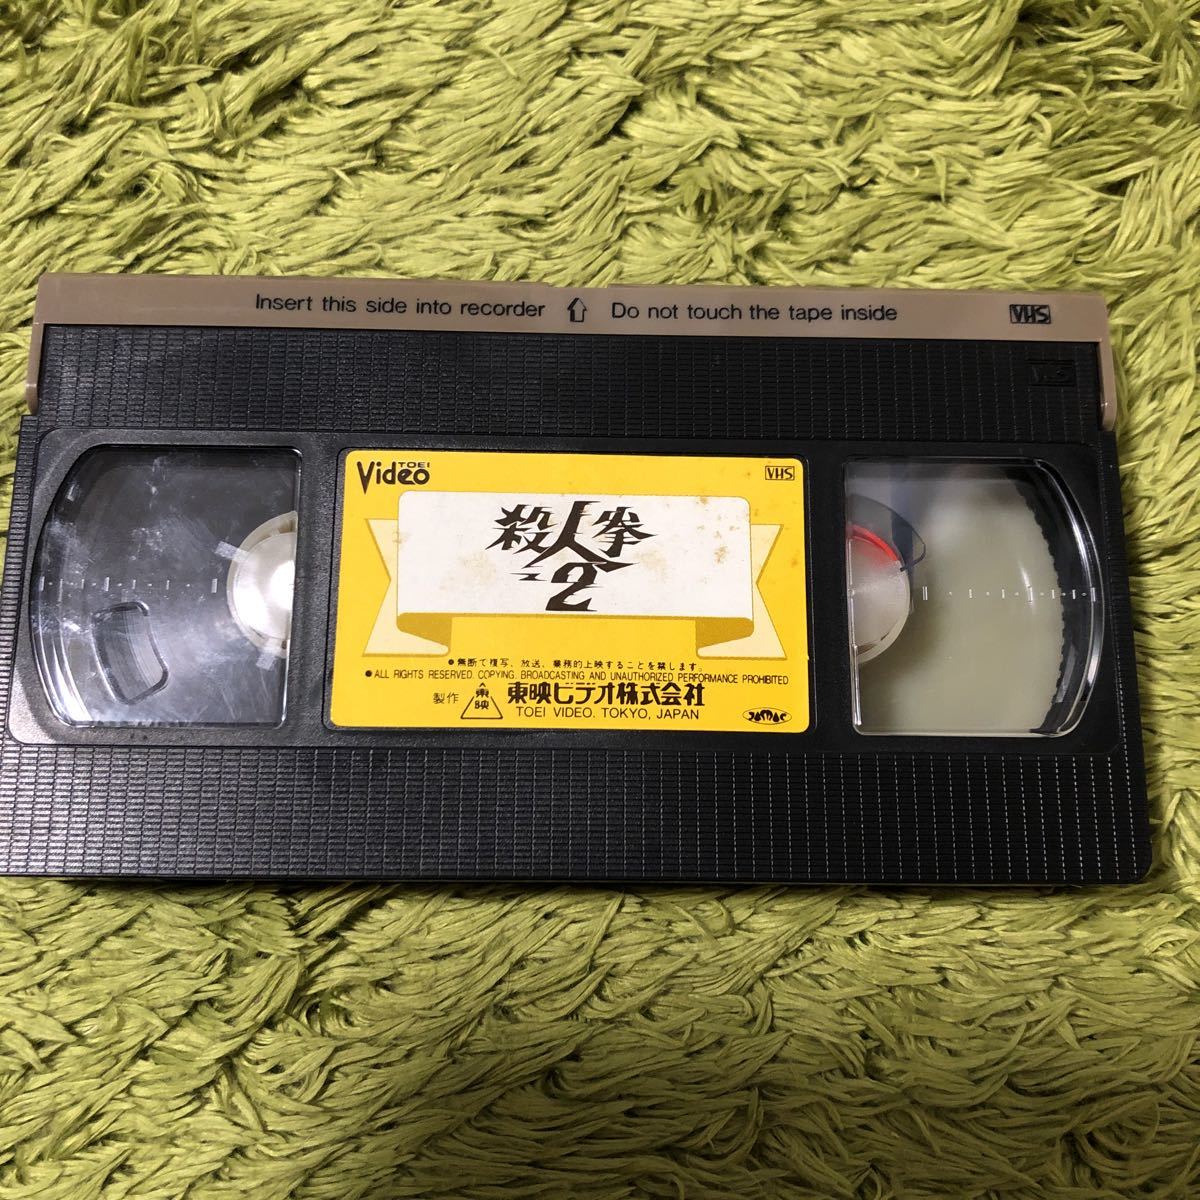 Insert this side into recorder ⇧ Do not touch the tape inside VHS
VHS
TOEI
Video
VHS
殺人拳
2
●無断で複写、放送、業務的上映することを禁します。
●ALL RIGHTS RESERVED. COPYING. BROADCASTING AND UNAUTHORIZED PERFORMANCE PROHIBITED
製作 東映 東映ビデオ株式会社
TOEI VIDEO. TOKYO, JAPAN
JASRAC